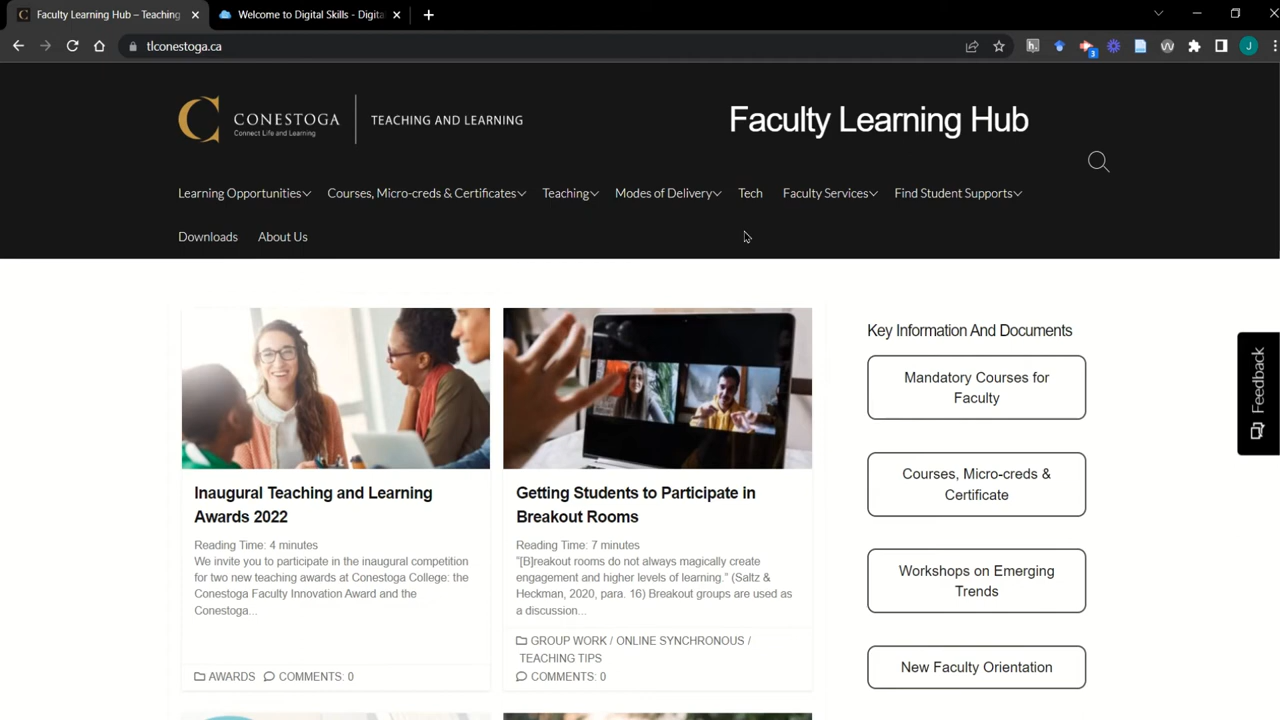 Faculty Learning Hub – Teaching
Welcome to Digital Skills - Digita
tlconestoga.ca
3
J
CONESTOGA
Connect Life and Learning
TEACHING AND LEARNING
Faculty Learning Hub
Learning Opportunities
Courses, Micro-creds & Certificates
Teaching
Modes of Delivery
Tech
Faculty Services
Find Student Supports
Downloads
About Us
Inaugural Teaching and Learning
Awards 2022
Reading Time: 4 minutes
We invite you to participate in the inaugural competition
for two new teaching awards at Conestoga College: the
Conestoga Faculty Innovation Award and the
Conestoga...
AWARDS
COMMENTS: 0
Getting Students to Participate in
Breakout Rooms
Reading Time: 7 minutes
"[B]reakout rooms do not always magically create
engagement and higher levels of learning." (Saltz &
Heckman, 2020, para. 16) Breakout groups are used as
a discussion...
GROUP WORK / ONLINE SYNCHRONOUS /
TEACHING TIPS
COMMENTS: 0
Key Information And Documents
Mandatory Courses for
Faculty
Courses, Micro-creds &
Certificate
Workshops on Emerging
Trends
New Faculty Orientation
Feedback